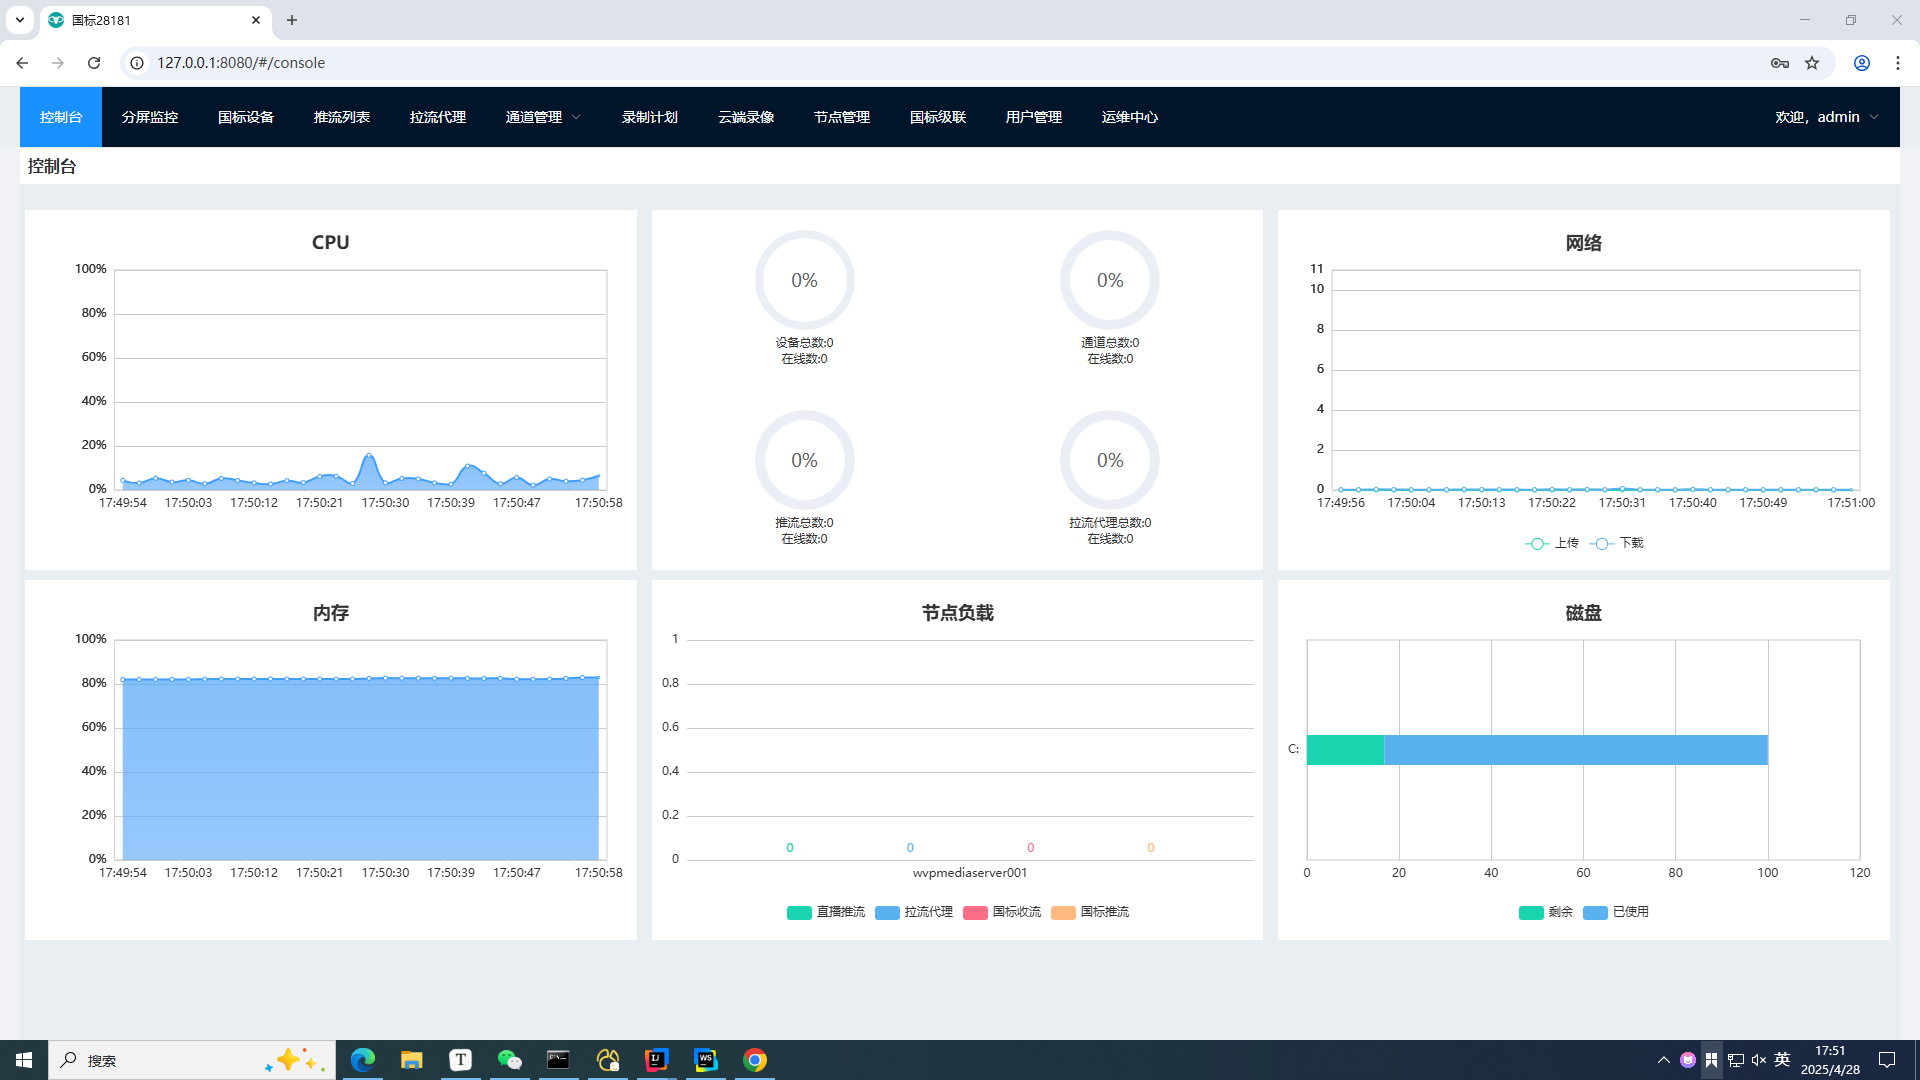 国标28181
127.0.0.1:8080/#/console
控制台 分屏监控 国标设备 推流列表 拉流代理 通道管理 录制计划 云端录像 节点管理 国标级联 用户管理 运维中心 欢迎，admin
控制台
CPU
100%
80%
60%
40%
20%
0%
17:49:54 17:50:03 17:50:12 17:50:21 17:50:30 17:50:39 17:50:47 17:50:58
0%
设备总数:0
在线数:0
0%
通道总数:0
在线数:0
0%
推流总数:0
在线数:0
0%
拉流代理总数:0
在线数:0
网络
11
10
8
6
4
2
0
17:49:56 17:50:04 17:50:13 17:50:22 17:50:31 17:50:40 17:50:49 17:51:00
上传 下载
内存
100%
80%
60%
40%
20%
0%
17:49:54 17:50:03 17:50:12 17:50:21 17:50:30 17:50:39 17:50:47 17:50:58
节点负载
1
0.8
0.6
0.4
0.2
0
0 0 0 0
wvpmediaserver001
直播推流 拉流代理 国标收流 国标推流
磁盘
C:
0 20 40 60 80 100 120
剩余 已使用
搜索
T
IJ
WS
英
17:51
2025/4/28